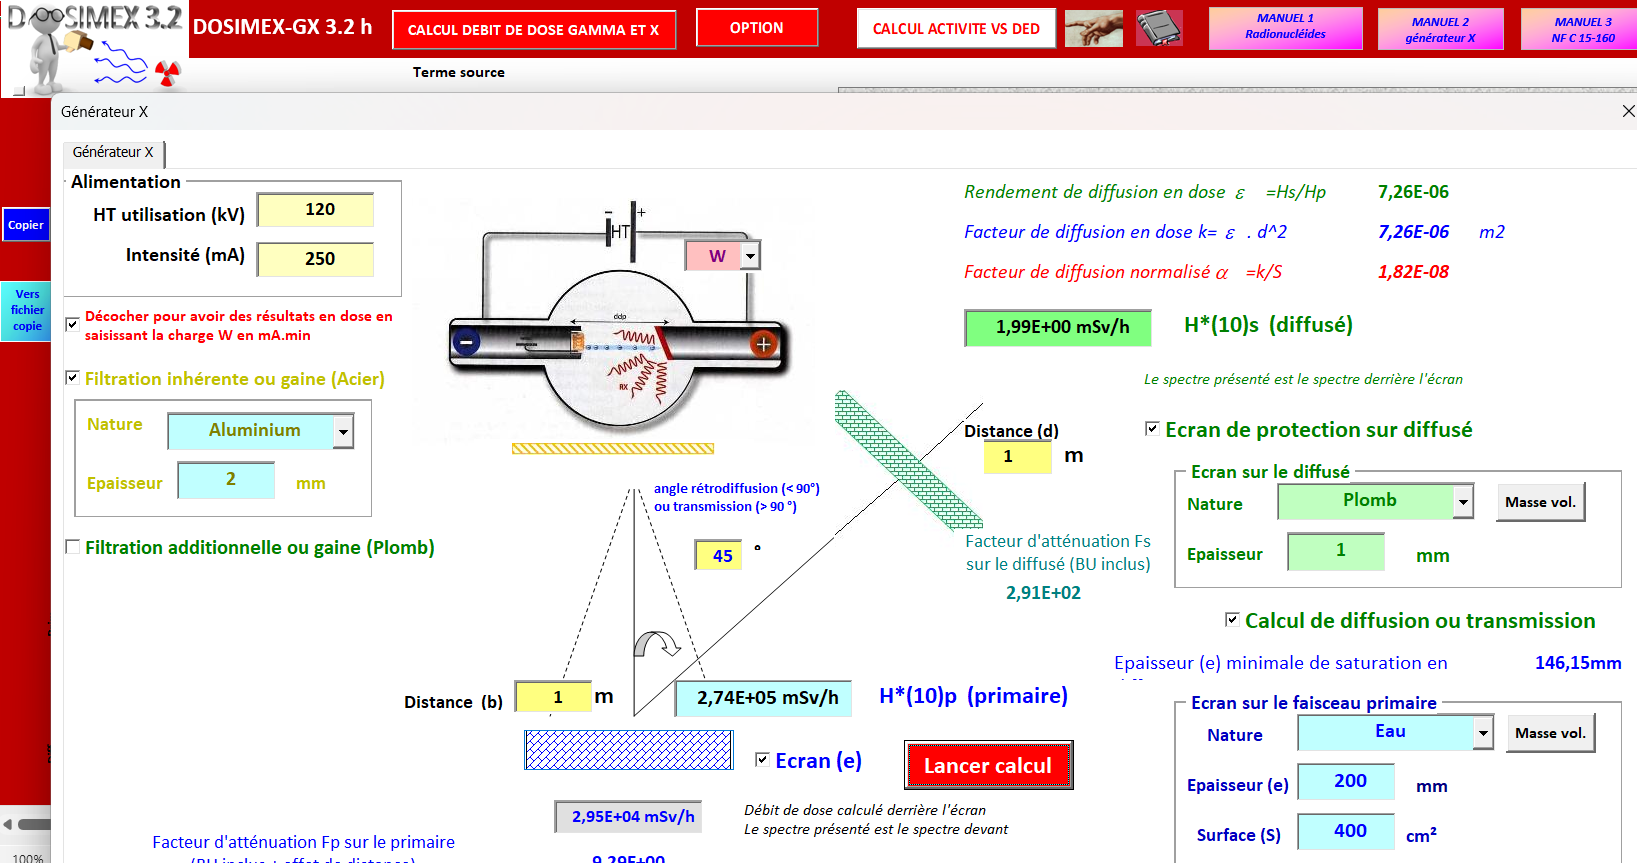 DOSIMEX 3.2
DOSIMEX-GX 3.2 h
CALCUL DEBIT DE DOSE GAMMA ET X
OPTION
CALCUL ACTIVITE VS DED
MANUEL 1
Radionucléides
MANUEL 2
générateur X
MANUEL 3
NF C 15-160
Terme source
Générateur X
Générateur X
Copier
Vers
fichier
copie
Alimentation
HT utilisation (kV) 120
Intensité (mA) 250
Décocher pour avoir des résultats en dose en
saisissant la charge W en mA.min
Filtration inhérente ou gaine (Acier)
Nature Aluminium
Epaisseur 2 mm
Filtration additionnelle ou gaine (Plomb)
- +
HT
W
ddp
RX
- +
Rendement de diffusion en dose ε =Hs/Hp 7,26E-06
Facteur de diffusion en dose k= ε . d^2 7,26E-06 m2
Facteur de diffusion normalisé α =k/S 1,82E-08
1,99E+00 mSv/h H*(10)s (diffusé)
Le spectre présenté est le spectre derrière l'écran
Distance (d)
1 m
Ecran de protection sur diffusé
Ecran sur le diffusé
Nature Plomb Masse vol.
Epaisseur 1 mm
angle rétrodiffusion (< 90°)
ou transmission (> 90 °)
45 °
Facteur d'atténuation Fs
sur le diffusé (BU inclus)
2,91E+02
Calcul de diffusion ou transmission
Epaisseur (e) minimale de saturation en 146,15mm
Distance (b) 1 m
2,74E+05 mSv/h H*(10)p (primaire)
Ecran (e)
Lancer calcul
Ecran sur le faisceau primaire
Nature Eau Masse vol.
Epaisseur (e) 200 mm
Surface (S) 400 cm²
2,95E+04 mSv/h
Débit de dose calculé derrière l'écran
Le spectre présenté est le spectre devant
Facteur d'atténuation Fp sur le primaire
(BU inclus + effet de distance)
9,29E+00
100%